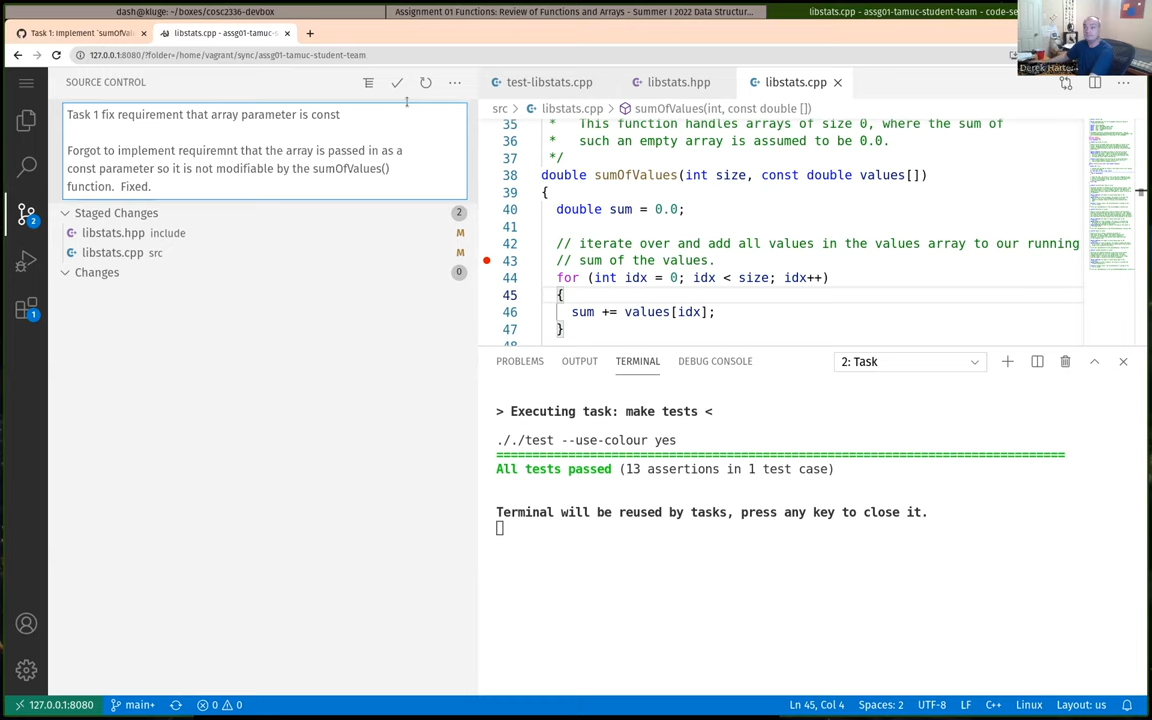 dash@kluge: ~/boxes/cosc2336-devbox
Assignment 01 Functions: Review of Functions and Arrays - Summer I 2022 Data Structur...
libstats.cpp - assg01-tamuc-student-team - code-se
Task 1: Implement `sumOfValu
libstats.cpp - assg01-tamuc-s
127.0.0.1:8080/?folder=/home/vagrant/sync/assg01-tamuc-student-team
SOURCE CONTROL
Task 1 fix requirement that array parameter is const
Forgot to implement requiremnt that the array is passed in as a
const parameter so it is not modifiable by the sumOfValues()
function. Fixed.
Staged Changes 2
libstats.hpp include M
libstats.cpp src M
Changes 0
2
1
test-libstats.cpp
libstats.hpp
libstats.cpp
src > libstats.cpp > sumOfValues(int, const double [])
35 * This function handles arrays of size 0, where the sum of
36 * such an empty array is assumed to be 0.0.
37 */
38 double sumOfValues(int size, const double values[])
39 {
40 double sum = 0.0;
41
42 // iterate over and add all values in the values array to our running
43 // sum of the values.
44 for (int idx = 0; idx < size; idx++)
45 {
46 sum += values[idx];
47 }
48
PROBLEMS OUTPUT TERMINAL DEBUG CONSOLE
2: Task
> Executing task: make tests <
././test --use-colour yes
===============================================================================
All tests passed (13 assertions in 1 test case)
Terminal will be reused by tasks, press any key to close it.
127.0.0.1:8080
main+
0
0
Ln 45, Col 4
Spaces: 2
UTF-8
LF
C++
Linux
Layout: us